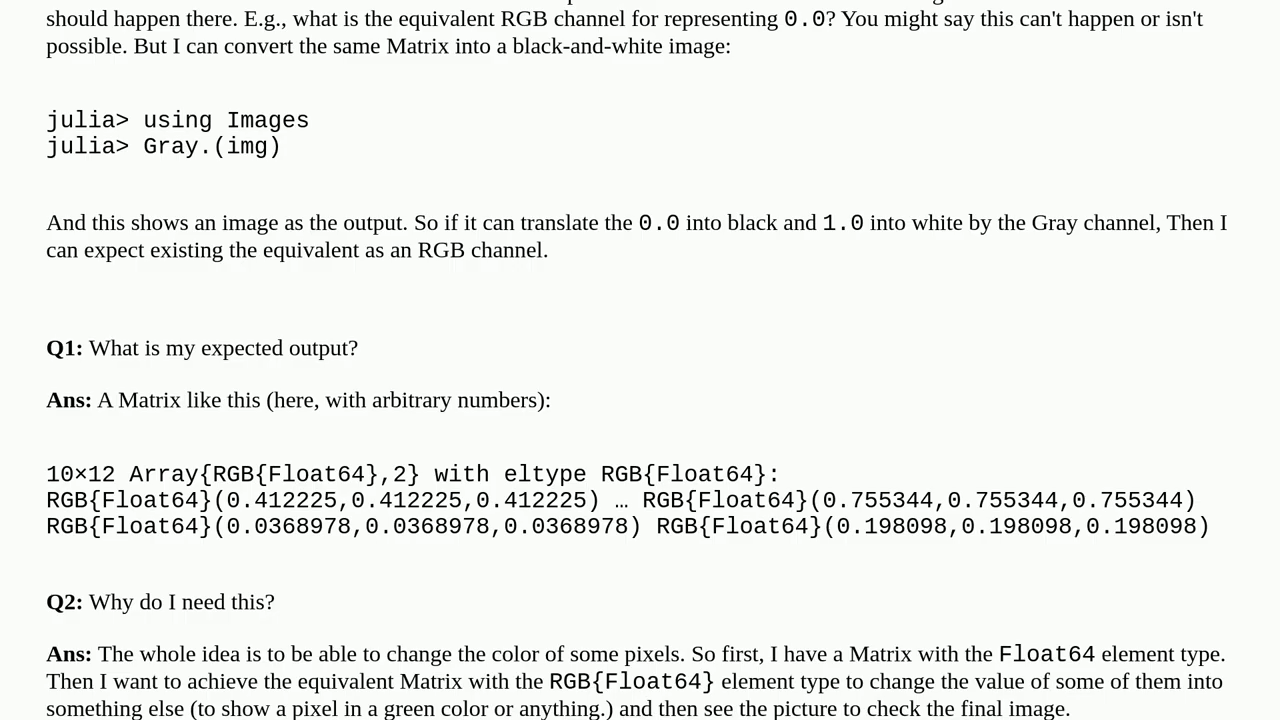 should happen there. E.g., what is the equivalent RGB channel for representing 0.0? You might say this can't happen or isn't
possible. But I can convert the same Matrix into a black-and-white image:
julia> using Images
julia> Gray.(img)
And this shows an image as the output. So if it can translate the 0.0 into black and 1.0 into white by the Gray channel, Then I
can expect existing the equivalent as an RGB channel.
Q1: What is my expected output?
Ans: A Matrix like this (here, with arbitrary numbers):
10×12 Array{RGB{Float64},2} with eltype RGB{Float64}:
RGB{Float64}(0.412225,0.412225,0.412225) … RGB{Float64}(0.755344,0.755344,0.755344)
RGB{Float64}(0.0368978,0.0368978,0.0368978) RGB{Float64}(0.198098,0.198098,0.198098)
Q2: Why do I need this?
Ans: The whole idea is to be able to change the color of some pixels. So first, I have a Matrix with the Float64 element type.
Then I want to achieve the equivalent Matrix with the RGB{Float64} element type to change the value of some of them into
something else (to show a pixel in a green color or anything.) and then see the picture to check the final image.